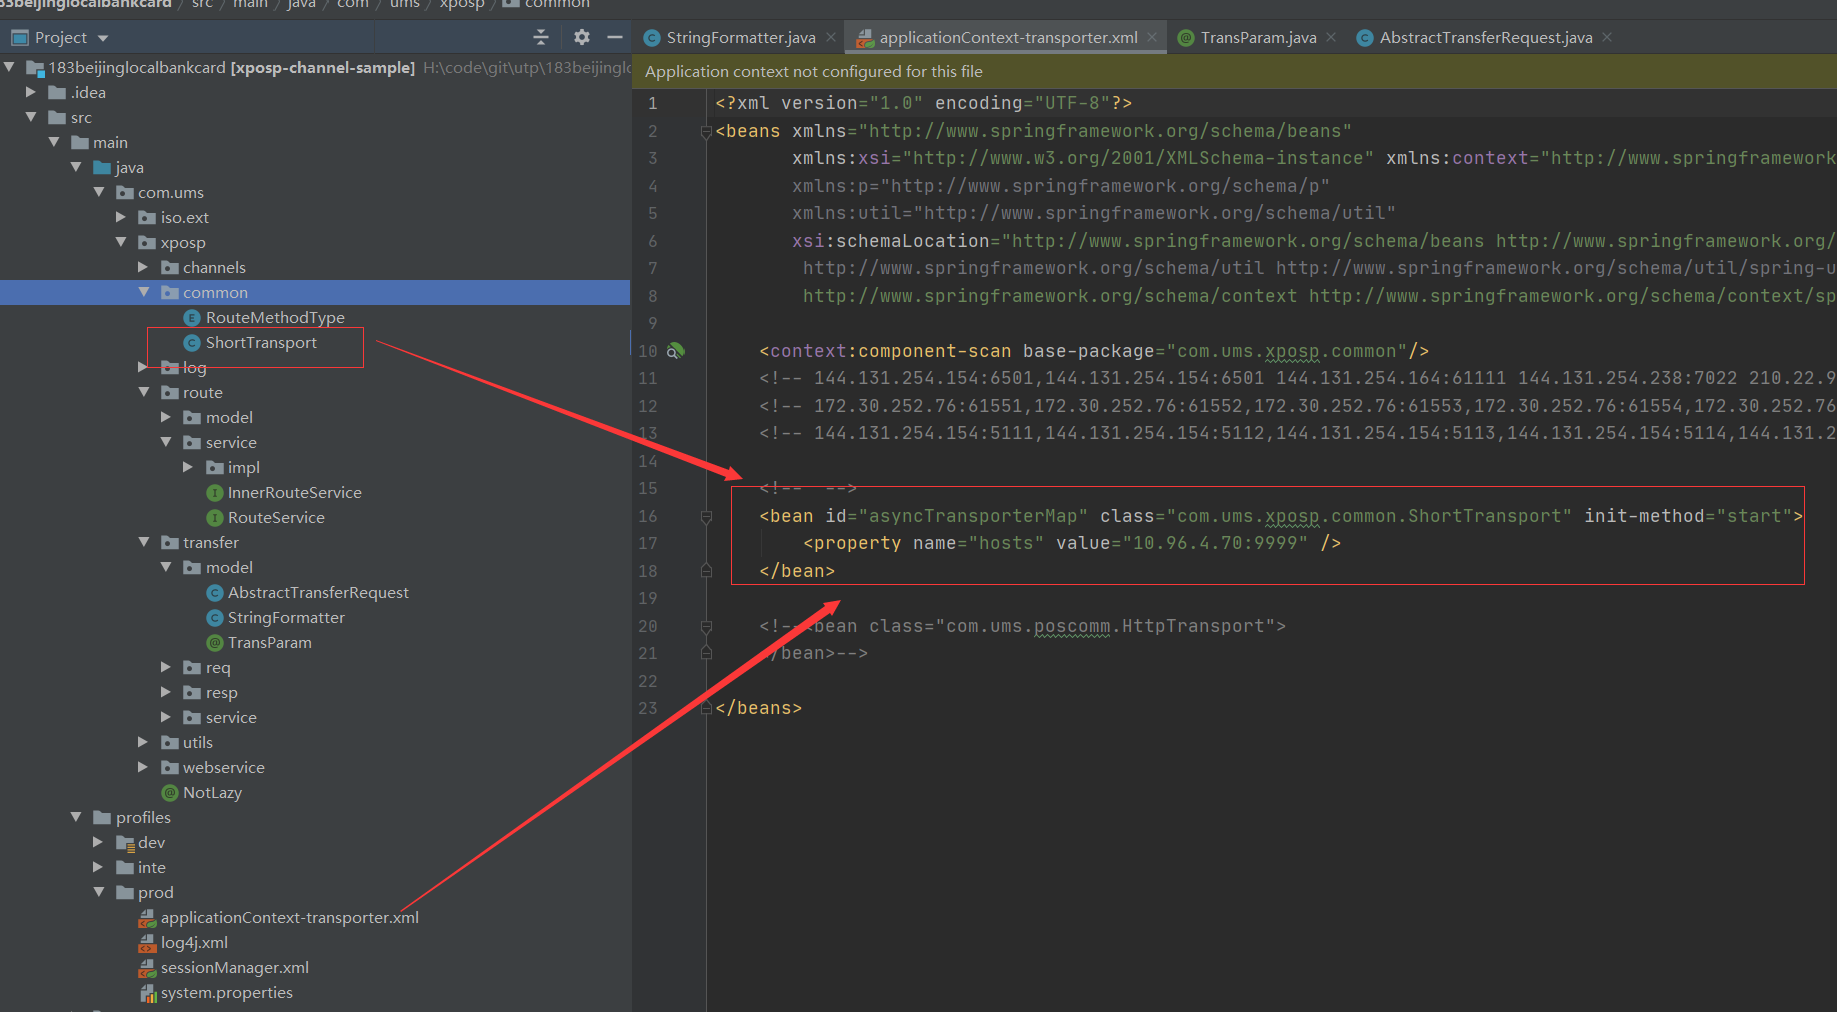 83beijinglocalbankcard / src / main / java / com / ums / xposp / common
Project
StringFormatter.java
applicationContext-transporter.xml
TransParam.java
AbstractTransferRequest.java
183beijinglocalbankcard [xposp-channel-sample] H:\code\git\utp\183beijinglo
.idea
src
main
java
com.ums
iso.ext
xposp
channels
common
RouteMethodType
ShortTransport
log
route
model
service
impl
InnerRouteService
RouteService
transfer
model
AbstractTransferRequest
StringFormatter
TransParam
req
resp
service
utils
webservice
NotLazy
profiles
dev
inte
prod
applicationContext-transporter.xml
log4j.xml
sessionManager.xml
system.properties
Application context not configured for this file
1 <?xml version="1.0" encoding="UTF-8"?>
2 <beans xmlns="http://www.springframework.org/schema/beans"
3 xmlns:xsi="http://www.w3.org/2001/XMLSchema-instance" xmlns:context="http://www.springframework
4 xmlns:p="http://www.springframework.org/schema/p"
5 xmlns:util="http://www.springframework.org/schema/util"
6 xsi:schemaLocation="http://www.springframework.org/schema/beans http://www.springframework.org/
7 http://www.springframework.org/schema/util http://www.springframework.org/schema/util/spring-u
8 http://www.springframework.org/schema/context http://www.springframework.org/schema/context/sp
9
10 <context:component-scan base-package="com.ums.xposp.common"/>
11 <!-- 144.131.254.154:6501,144.131.254.154:6501 144.131.254.164:61111 144.131.254.238:7022 210.22.9
12 <!-- 172.30.252.76:61551,172.30.252.76:61552,172.30.252.76:61553,172.30.252.76:61554,172.30.252.76
13 <!-- 144.131.254.154:5111,144.131.254.154:5112,144.131.254.154:5113,144.131.254.154:5114,144.131.2
14
15 <!-- -->
16 <bean id="asyncTransporterMap" class="com.ums.xposp.common.ShortTransport" init-method="start">
17 <property name="hosts" value="10.96.4.70:9999" />
18 </bean>
19
20 <!--<bean class="com.ums.poscomm.HttpTransport">
21 </bean>-->
22
23 </beans>